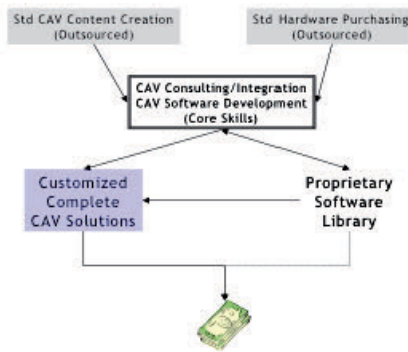 Std CAV Content Creation
(Outsourced)
Std Hardware Purchasing
(Outsourced)
CAV Consulting/Integration
CAV Software Development
(Core Skills)
Customized
Complete
CAV Solutions
Proprietary
Software
Library